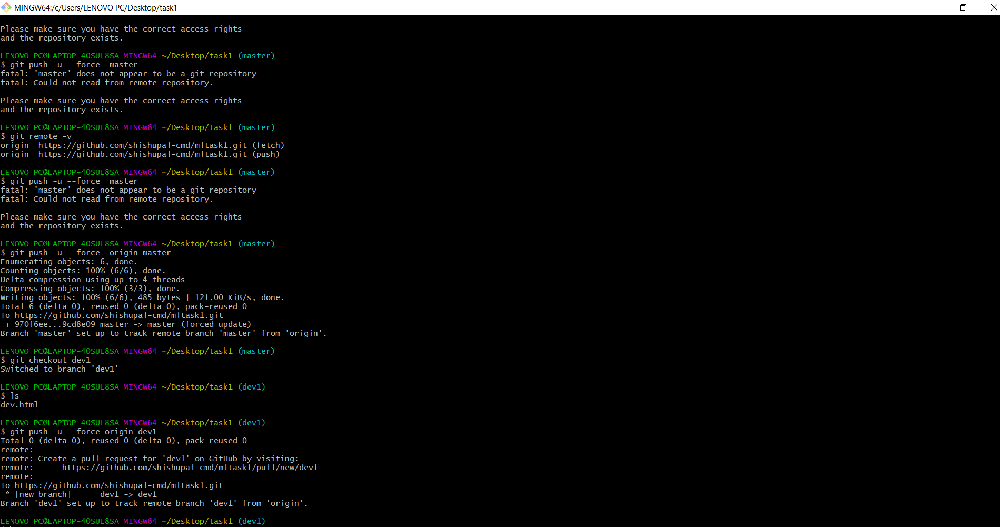 MINGW64:/c/Users/LENOVO PC/Desktop/task1
Please make sure you have the correct access rights
and the repository exists.
LENOVO PC@LAPTOP-4OSUL8SA MINGW64 ~/Desktop/task1 (master)
$ git push -u --force  master
fatal: 'master' does not appear to be a git repository
fatal: Could not read from remote repository.
Please make sure you have the correct access rights
and the repository exists.
LENOVO PC@LAPTOP-4OSUL8SA MINGW64 ~/Desktop/task1 (master)
$ git remote -v
origin  https://github.com/shishupal-cmd/mltask1.git (fetch)
origin  https://github.com/shishupal-cmd/mltask1.git (push)
LENOVO PC@LAPTOP-4OSUL8SA MINGW64 ~/Desktop/task1 (master)
$ git push -u --force  master
fatal: 'master' does not appear to be a git repository
fatal: Could not read from remote repository.
Please make sure you have the correct access rights
and the repository exists.
LENOVO PC@LAPTOP-4OSUL8SA MINGW64 ~/Desktop/task1 (master)
$ git push -u --force  origin master
Enumerating objects: 6, done.
Counting objects: 100% (6/6), done.
Delta compression using up to 4 threads
Compressing objects: 100% (3/3), done.
Writing objects: 100% (6/6), 485 bytes | 121.00 KiB/s, done.
Total 6 (delta 0), reused 0 (delta 0), pack-reused 0
To https://github.com/shishupal-cmd/mltask1.git
 + 970f6ee...9cd8e09 master -> master (forced update)
Branch 'master' set up to track remote branch 'master' from 'origin'.
LENOVO PC@LAPTOP-4OSUL8SA MINGW64 ~/Desktop/task1 (master)
$ git checkout dev1
Switched to branch 'dev1'
LENOVO PC@LAPTOP-4OSUL8SA MINGW64 ~/Desktop/task1 (dev1)
$ ls
dev.html
LENOVO PC@LAPTOP-4OSUL8SA MINGW64 ~/Desktop/task1 (dev1)
$ git push -u --force origin dev1
Total 0 (delta 0), reused 0 (delta 0), pack-reused 0
remote:
remote: Create a pull request for 'dev1' on GitHub by visiting:
remote:      https://github.com/shishupal-cmd/mltask1/pull/new/dev1
remote:
To https://github.com/shishupal-cmd/mltask1.git
 * [new branch]      dev1 -> dev1
Branch 'dev1' set up to track remote branch 'dev1' from 'origin'.
LENOVO PC@LAPTOP-4OSUL8SA MINGW64 ~/Desktop/task1 (dev1)